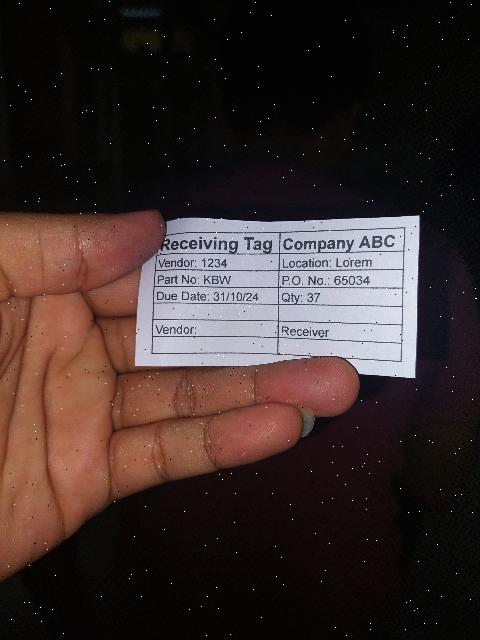 Receiving Tag Company ABC
Vendor: 1234 Location: Lorem
Part No: KBW P.O. No.: 65034
Due Date: 31/10/24 Qty: 37
Vendor: Receiver